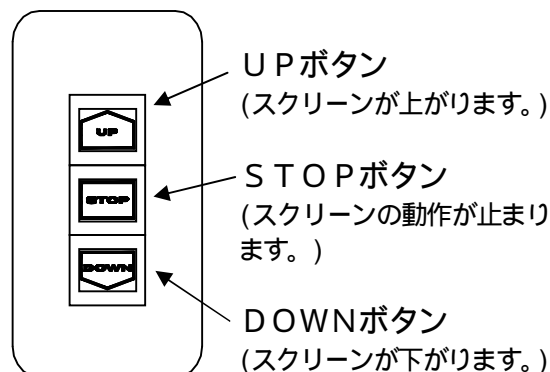 UPボタン
(スクリーンが上がります。)
UP
STOPボタン
(スクリーンの動作が止まり
ます。)
STOP
DOWNボタン
(スクリーンが下がります。)
DOWN